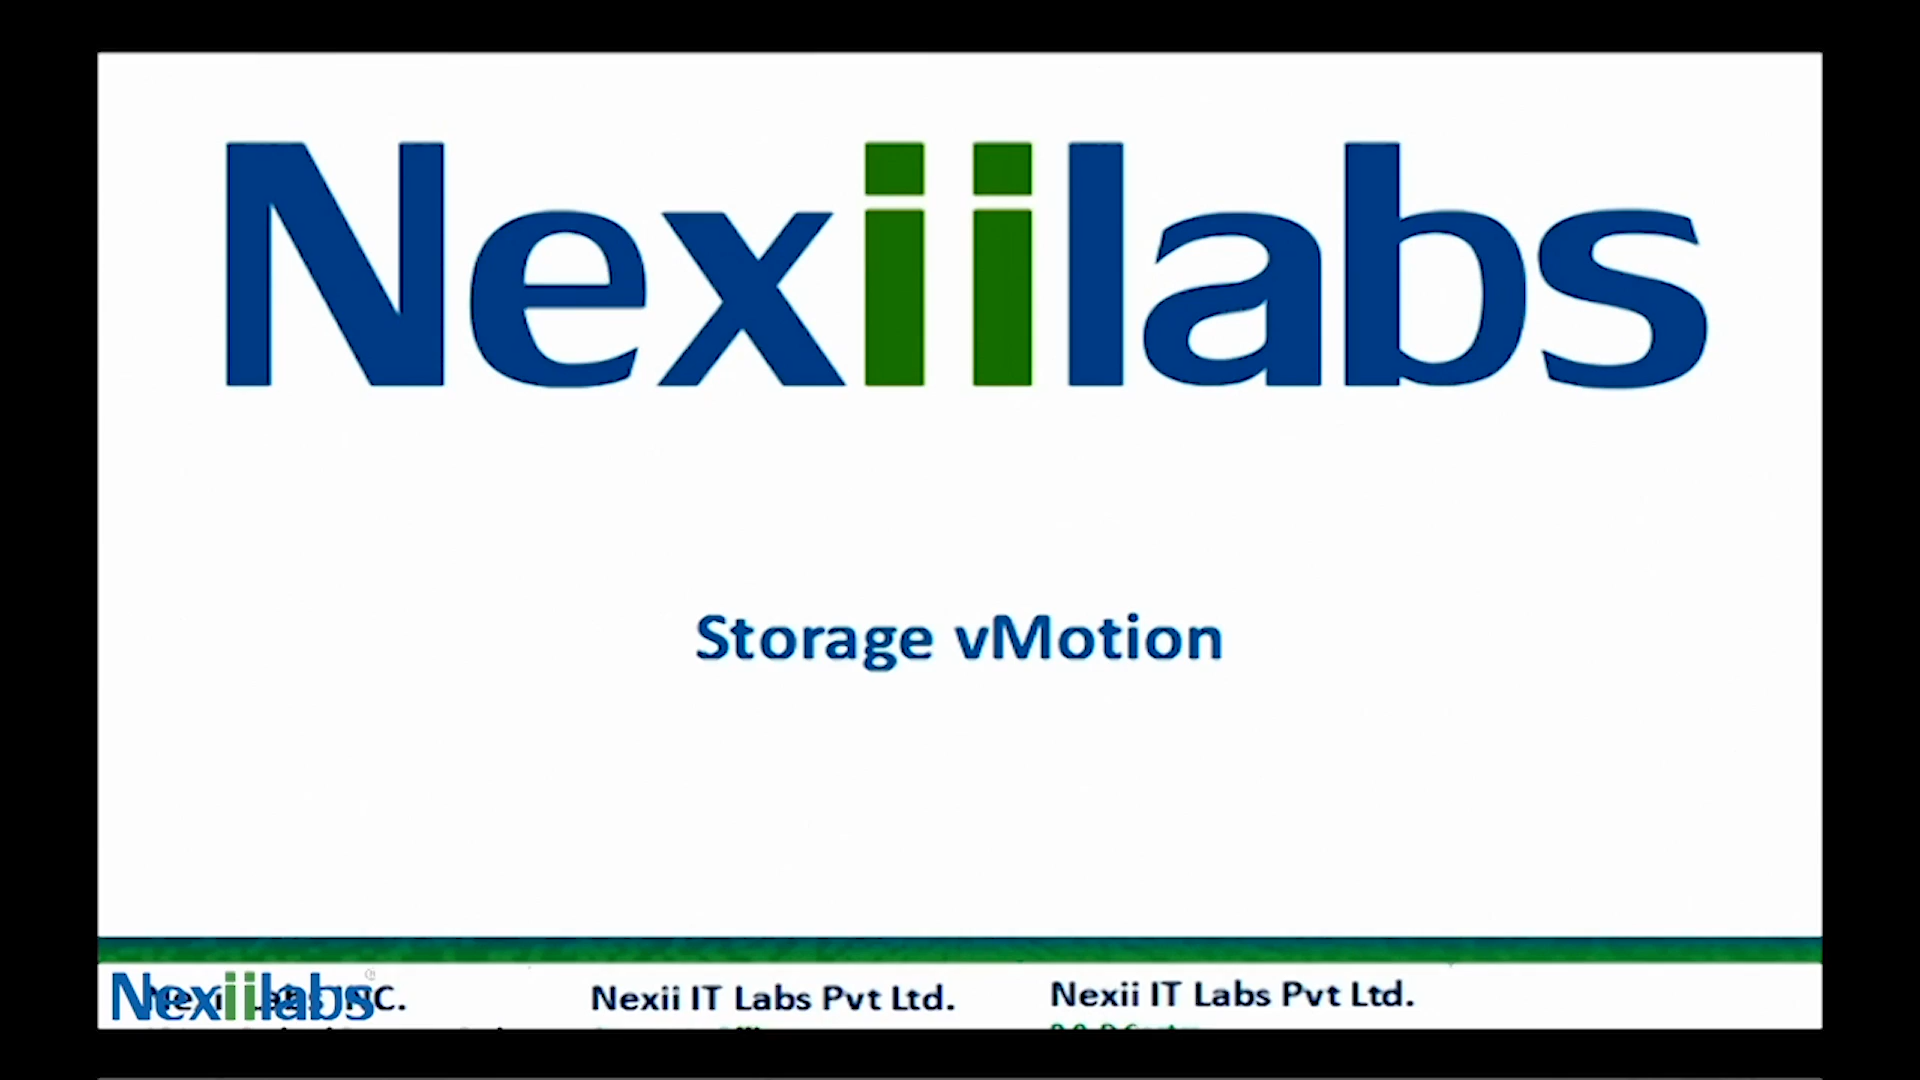 Nexiilabs
Storage vMotion
Nexiilabs®
Nexii IT Labs Pvt Ltd.
Nexii IT Labs Pvt Ltd.